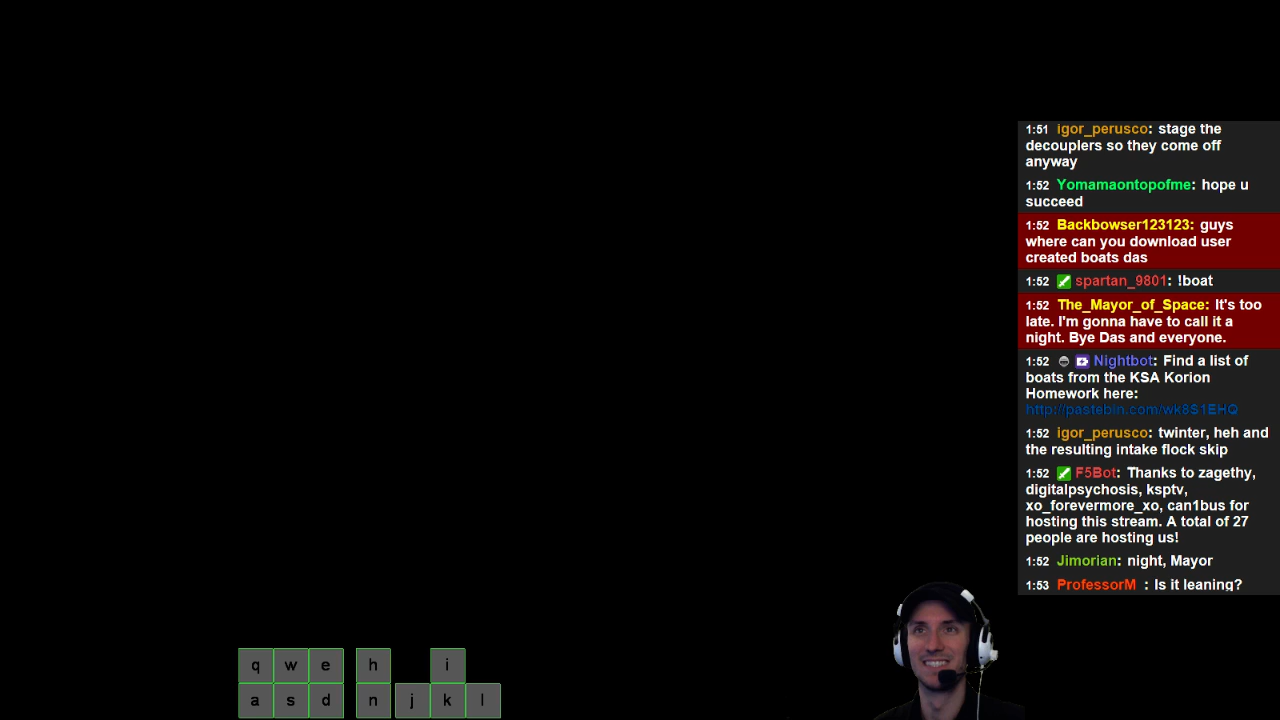 1:51 igor_perusco: stage the
decouplers so they come off
anyway
1:52 Yomamaontopofme: hope u
succeed
1:52 Backbowser123123: guys
where can you download user
created boats das
1:52 spartan_9801: !boat
1:52 The_Mayor_of_Space: It's too
late. I'm gonna have to call it a
night. Bye Das and everyone.
1:52 Nightbot: Find a list of
boats from the KSA Korion
Homework here:
http://pastebin.com/wk8S1EHQ
1:52 igor_perusco: twinter, heh and
the resulting intake flock skip
1:52 F5Bot: Thanks to zagethy,
digitalpsychosis, ksptv,
xo_forevermore_xo, can1bus for
hosting this stream. A total of 27
people are hosting us!
1:52 Jimorian: night, Mayor
1:53 ProfessorM : Is it leaning?
q w e h i
a s d n j k l